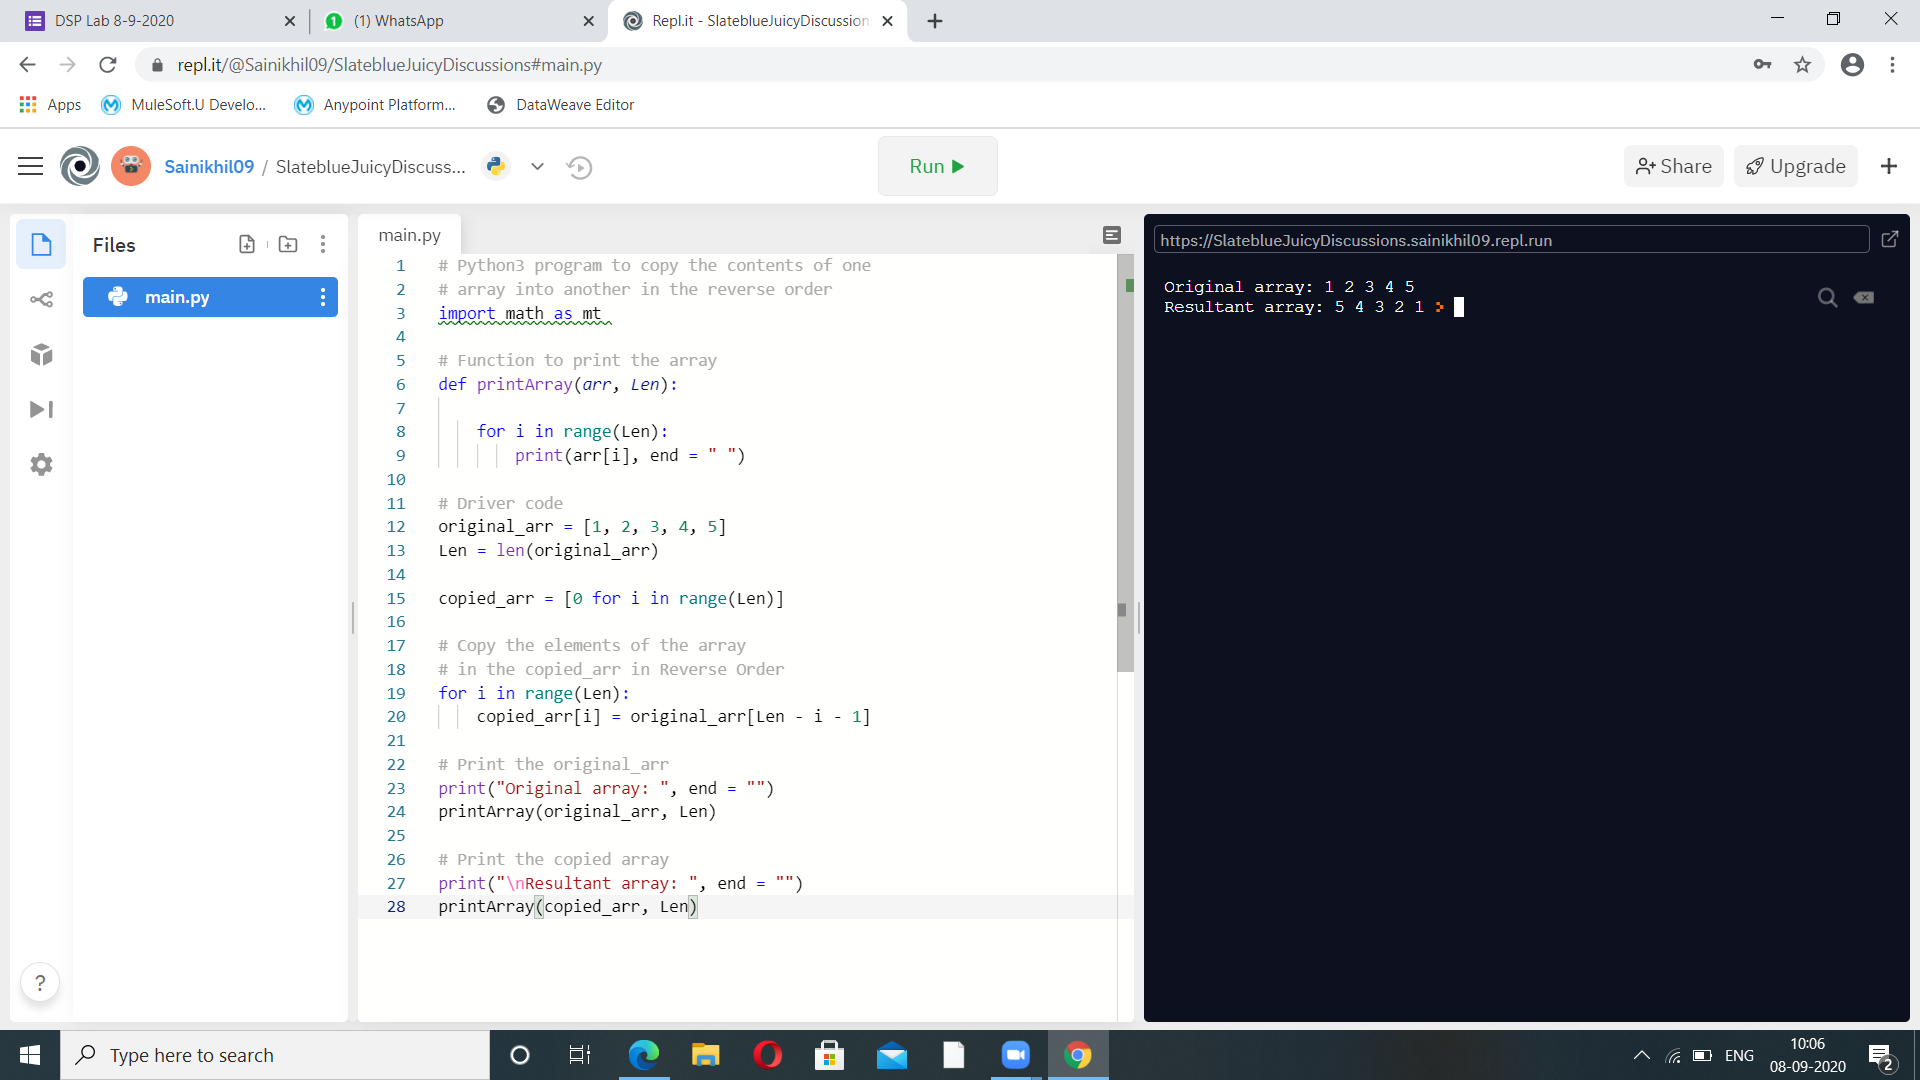 DSP Lab 8-9-2020
(1) WhatsApp
Repl.it - SlateblueJuicyDiscussion
repl.it/@Sainikhil09/SlateblueJuicyDiscussions#main.py
Apps
MuleSoft.U Develo...
Anypoint Platform...
DataWeave Editor
Sainikhil09 / SlateblueJuicyDiscuss...
Run
Share
Upgrade
Files
main.py
main.py
1 # Python3 program to copy the contents of one
2 # array into another in the reverse order
3 import math as mt
4
5 # Function to print the array
6 def printArray(arr, Len):
7
8 for i in range(Len):
9 print(arr[i], end = " ")
10
11 # Driver code
12 original_arr = [1, 2, 3, 4, 5]
13 Len = len(original_arr)
14
15 copied_arr = [0 for i in range(Len)]
16
17 # Copy the elements of the array
18 # in the copied_arr in Reverse Order
19 for i in range(Len):
20 copied_arr[i] = original_arr[Len - i - 1]
21
22 # Print the original_arr
23 print("Original array: ", end = "")
24 printArray(original_arr, Len)
25
26 # Print the copied array
27 print("\nResultant array: ", end = "")
28 printArray(copied_arr, Len)
https://SlateblueJuicyDiscussions.sainikhil09.repl.run
Original array: 1 2 3 4 5
Resultant array: 5 4 3 2 1 >
?
Type here to search
ENG
10:06
08-09-2020
2